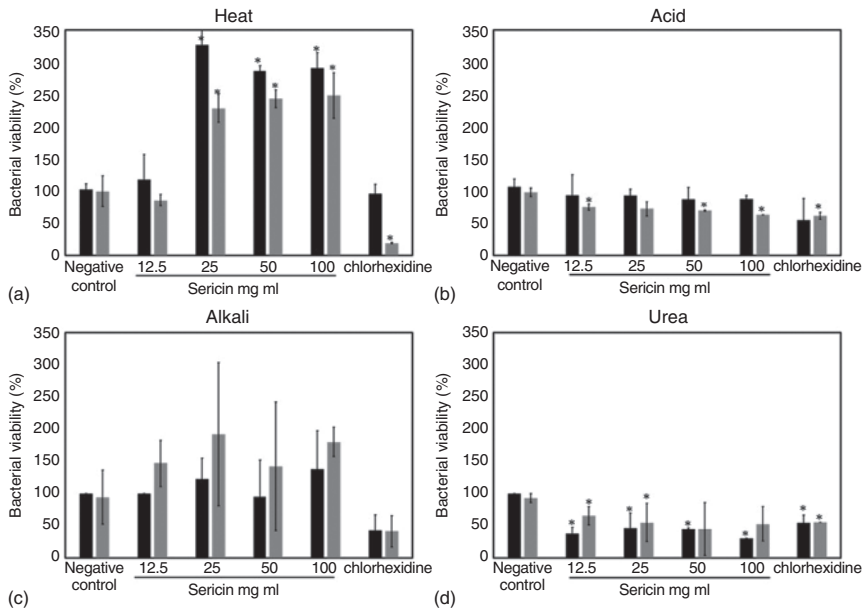 Heat
Bacterial viability (%)
350
300
250
200
150
100
50
0
* * * * * * *
Negative control
12.5 25 50 100
chlorhexidine
Sericin mg ml
(a)
Acid
Bacterial viability (%)
350
300
250
200
150
100
50
0
* * * *
Negative control
12.5 25 50 100
chlorhexidine
Sericin mg ml
(b)
Alkali
Bacterial viability (%)
350
300
250
200
150
100
50
0
Negative control
12.5 25 50 100
chlorhexidine
Sericin mg ml
(c)
Urea
Bacterial viability (%)
350
300
250
200
150
100
50
0
* * * * * * * *
Negative control
12.5 25 50 100
chlorhexidine
Sericin mg ml
(d)